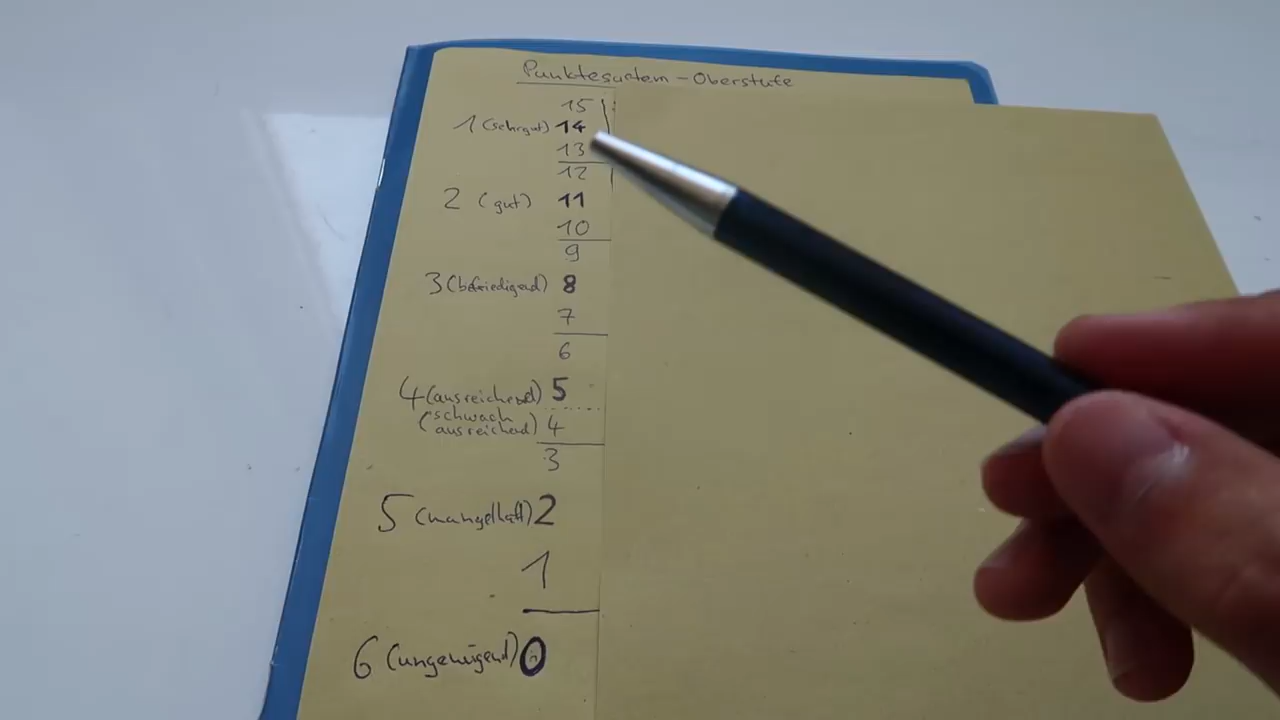 Punktesystem - Oberstufe
15
1 (sehr gut) 14
13
12
2 (gut) 11
10
9
3 (befriedigend) 8
7
6
4 (ausreichend) 5
(schwach
ausreichend) 4
3
5 (mangelhaft) 2
1
6 (ungenügend) 0